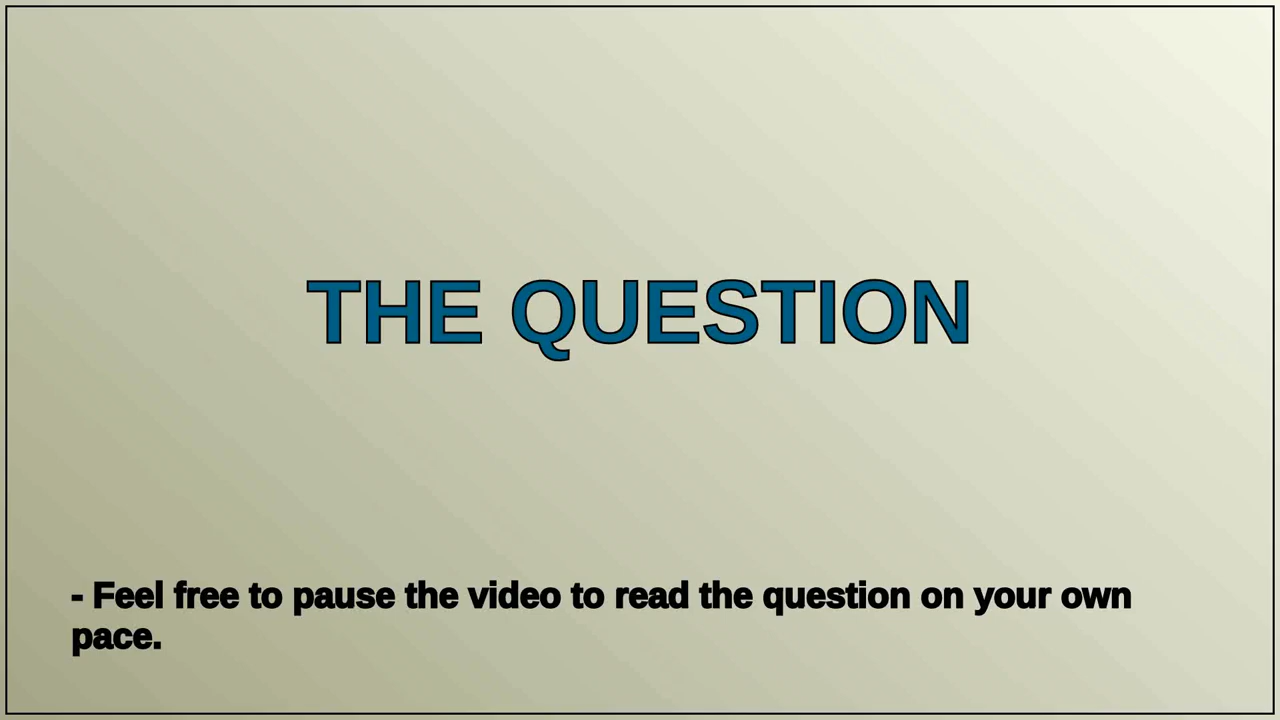 THE QUESTION
- Feel free to pause the video to read the question on your own
pace.